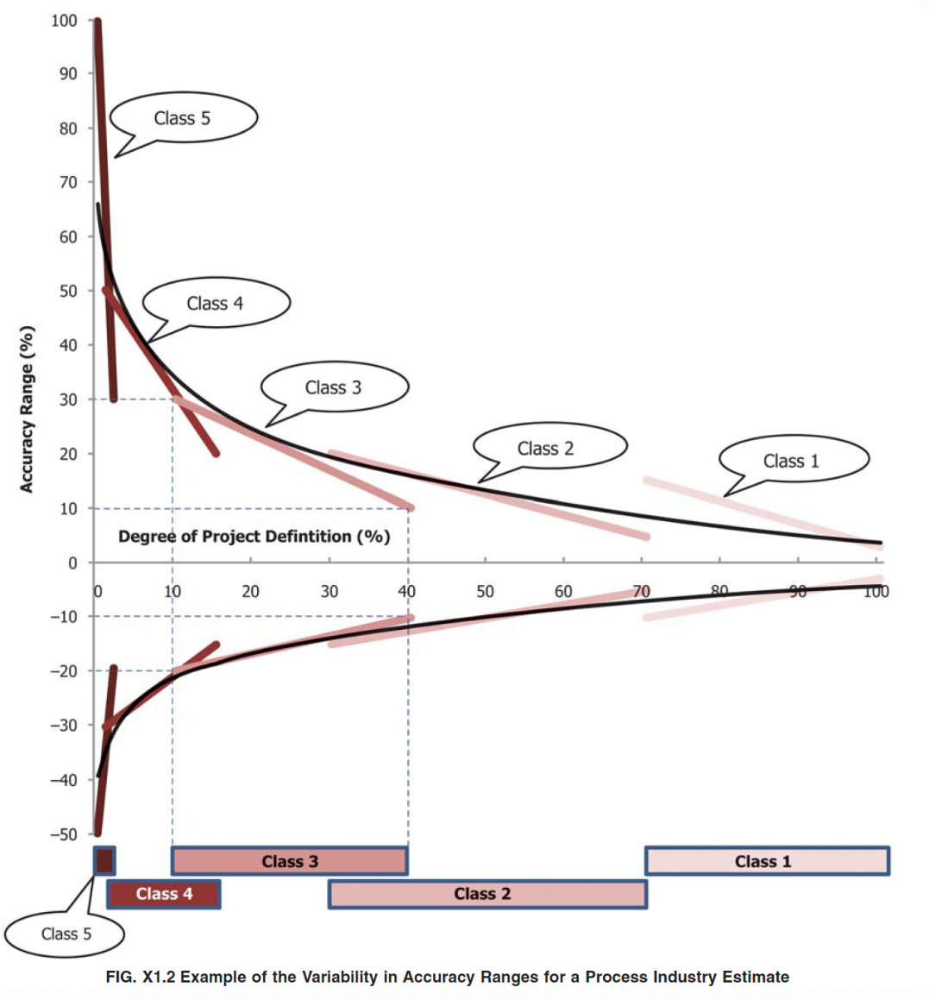 100
90
Class 5
80
70
60
50
Class 4
40
Accuracy Range (%)
Class 3
30
Class 2
20
Class 1
10
Degree of Project Defintition (%)
0
0 10 20 30 40 50 60 70 80 90 100
–10
–20
–30
–40
–50
Class 3
Class 1
Class 4
Class 2
Class 5
FIG. X1.2 Example of the Variability in Accuracy Ranges for a Process Industry Estimate